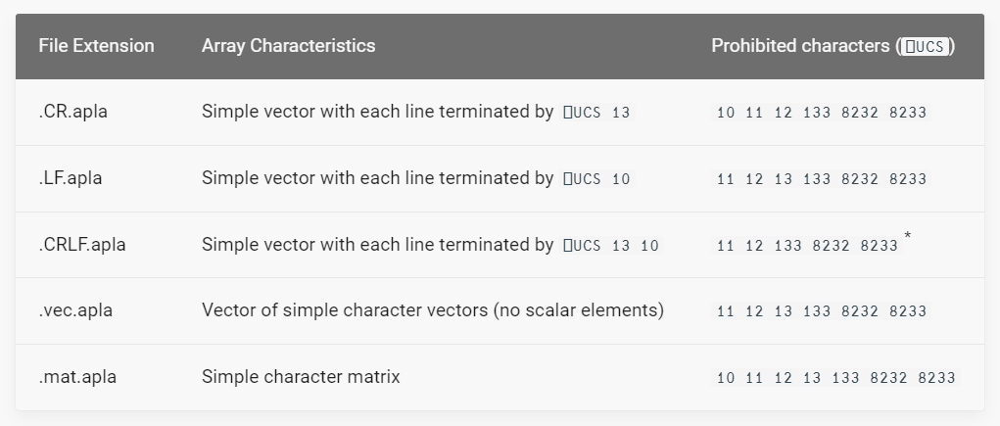 File Extension Array Characteristics Prohibited characters (⎕UCS)
.CR.apla Simple vector with each line terminated by ⎕UCS 13 10 11 12 133 8232 8233
.LF.apla Simple vector with each line terminated by ⎕UCS 10 11 12 13 133 8232 8233
.CRLF.apla Simple vector with each line terminated by ⎕UCS 13 10 11 12 133 8232 8233 *
.vec.apla Vector of simple character vectors (no scalar elements) 11 12 13 133 8232 8233
.mat.apla Simple character matrix 10 11 12 13 133 8232 8233